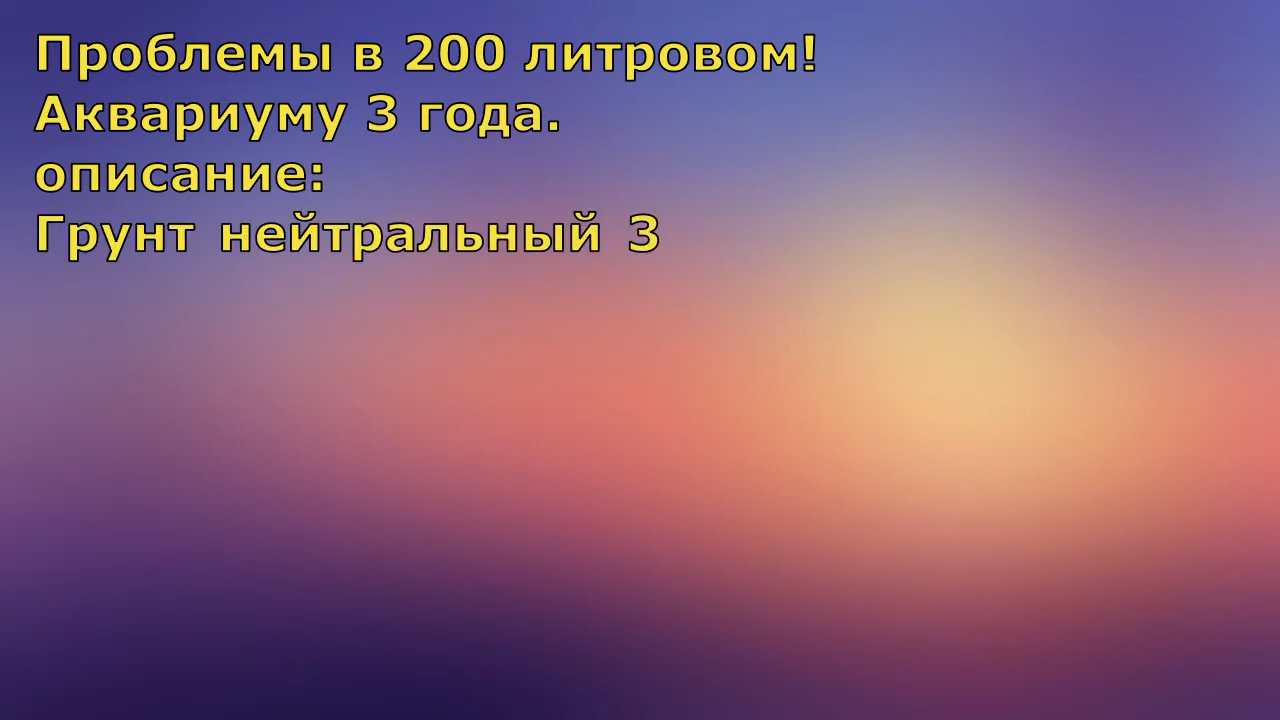 Проблемы в 200 литровом!
Аквариуму 3 года.
описание:
Грунт нейтральный 3